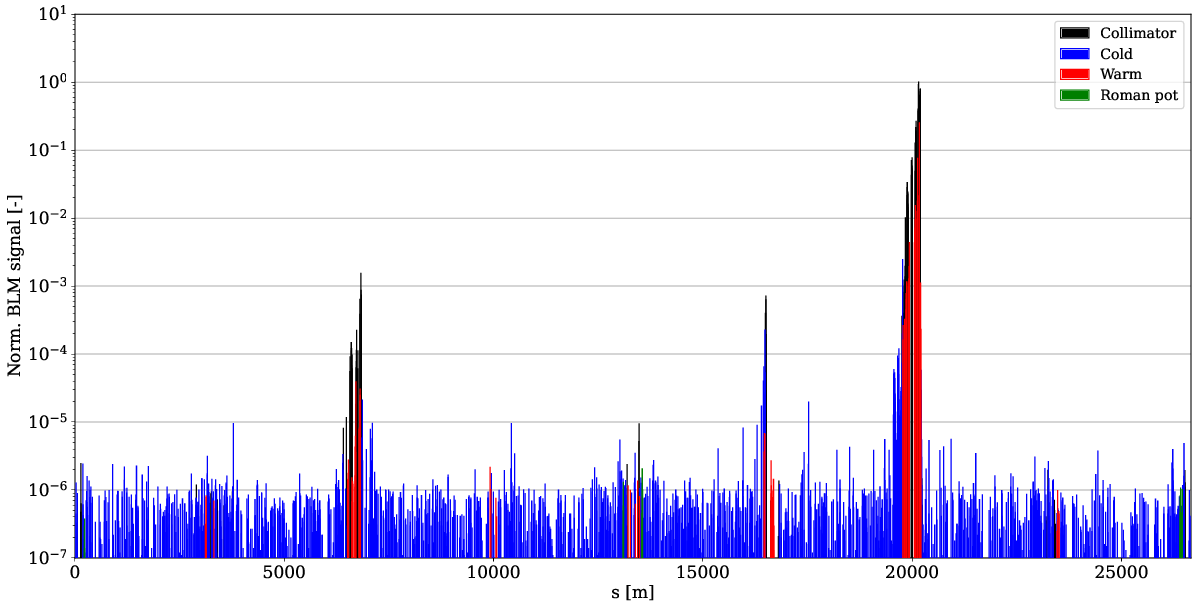 10^1
10^0
10^-1
10^-2
10^-3
10^-4
10^-5
10^-6
10^-7
Norm. BLM signal [-]
Collimator
Cold
Warm
Roman pot
0 5000 10000 15000 20000 25000
s [m]